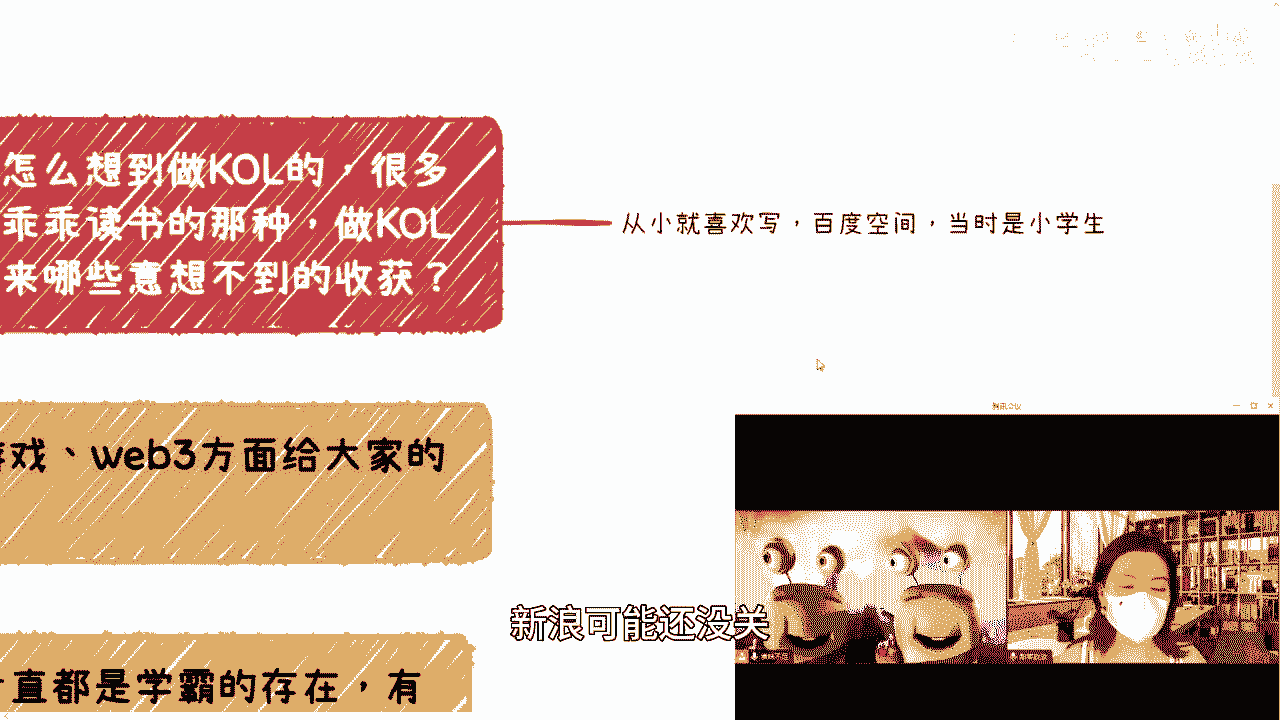 怎么想到做KOL的，很多
乖乖读书的那种，做KOL
来哪些意想不到的收获？
从小就喜欢写，百度空间，当时是小学生
戏、web3方面给大家的
腾讯会议
新浪可能还没关
直都是学霸的存在，有